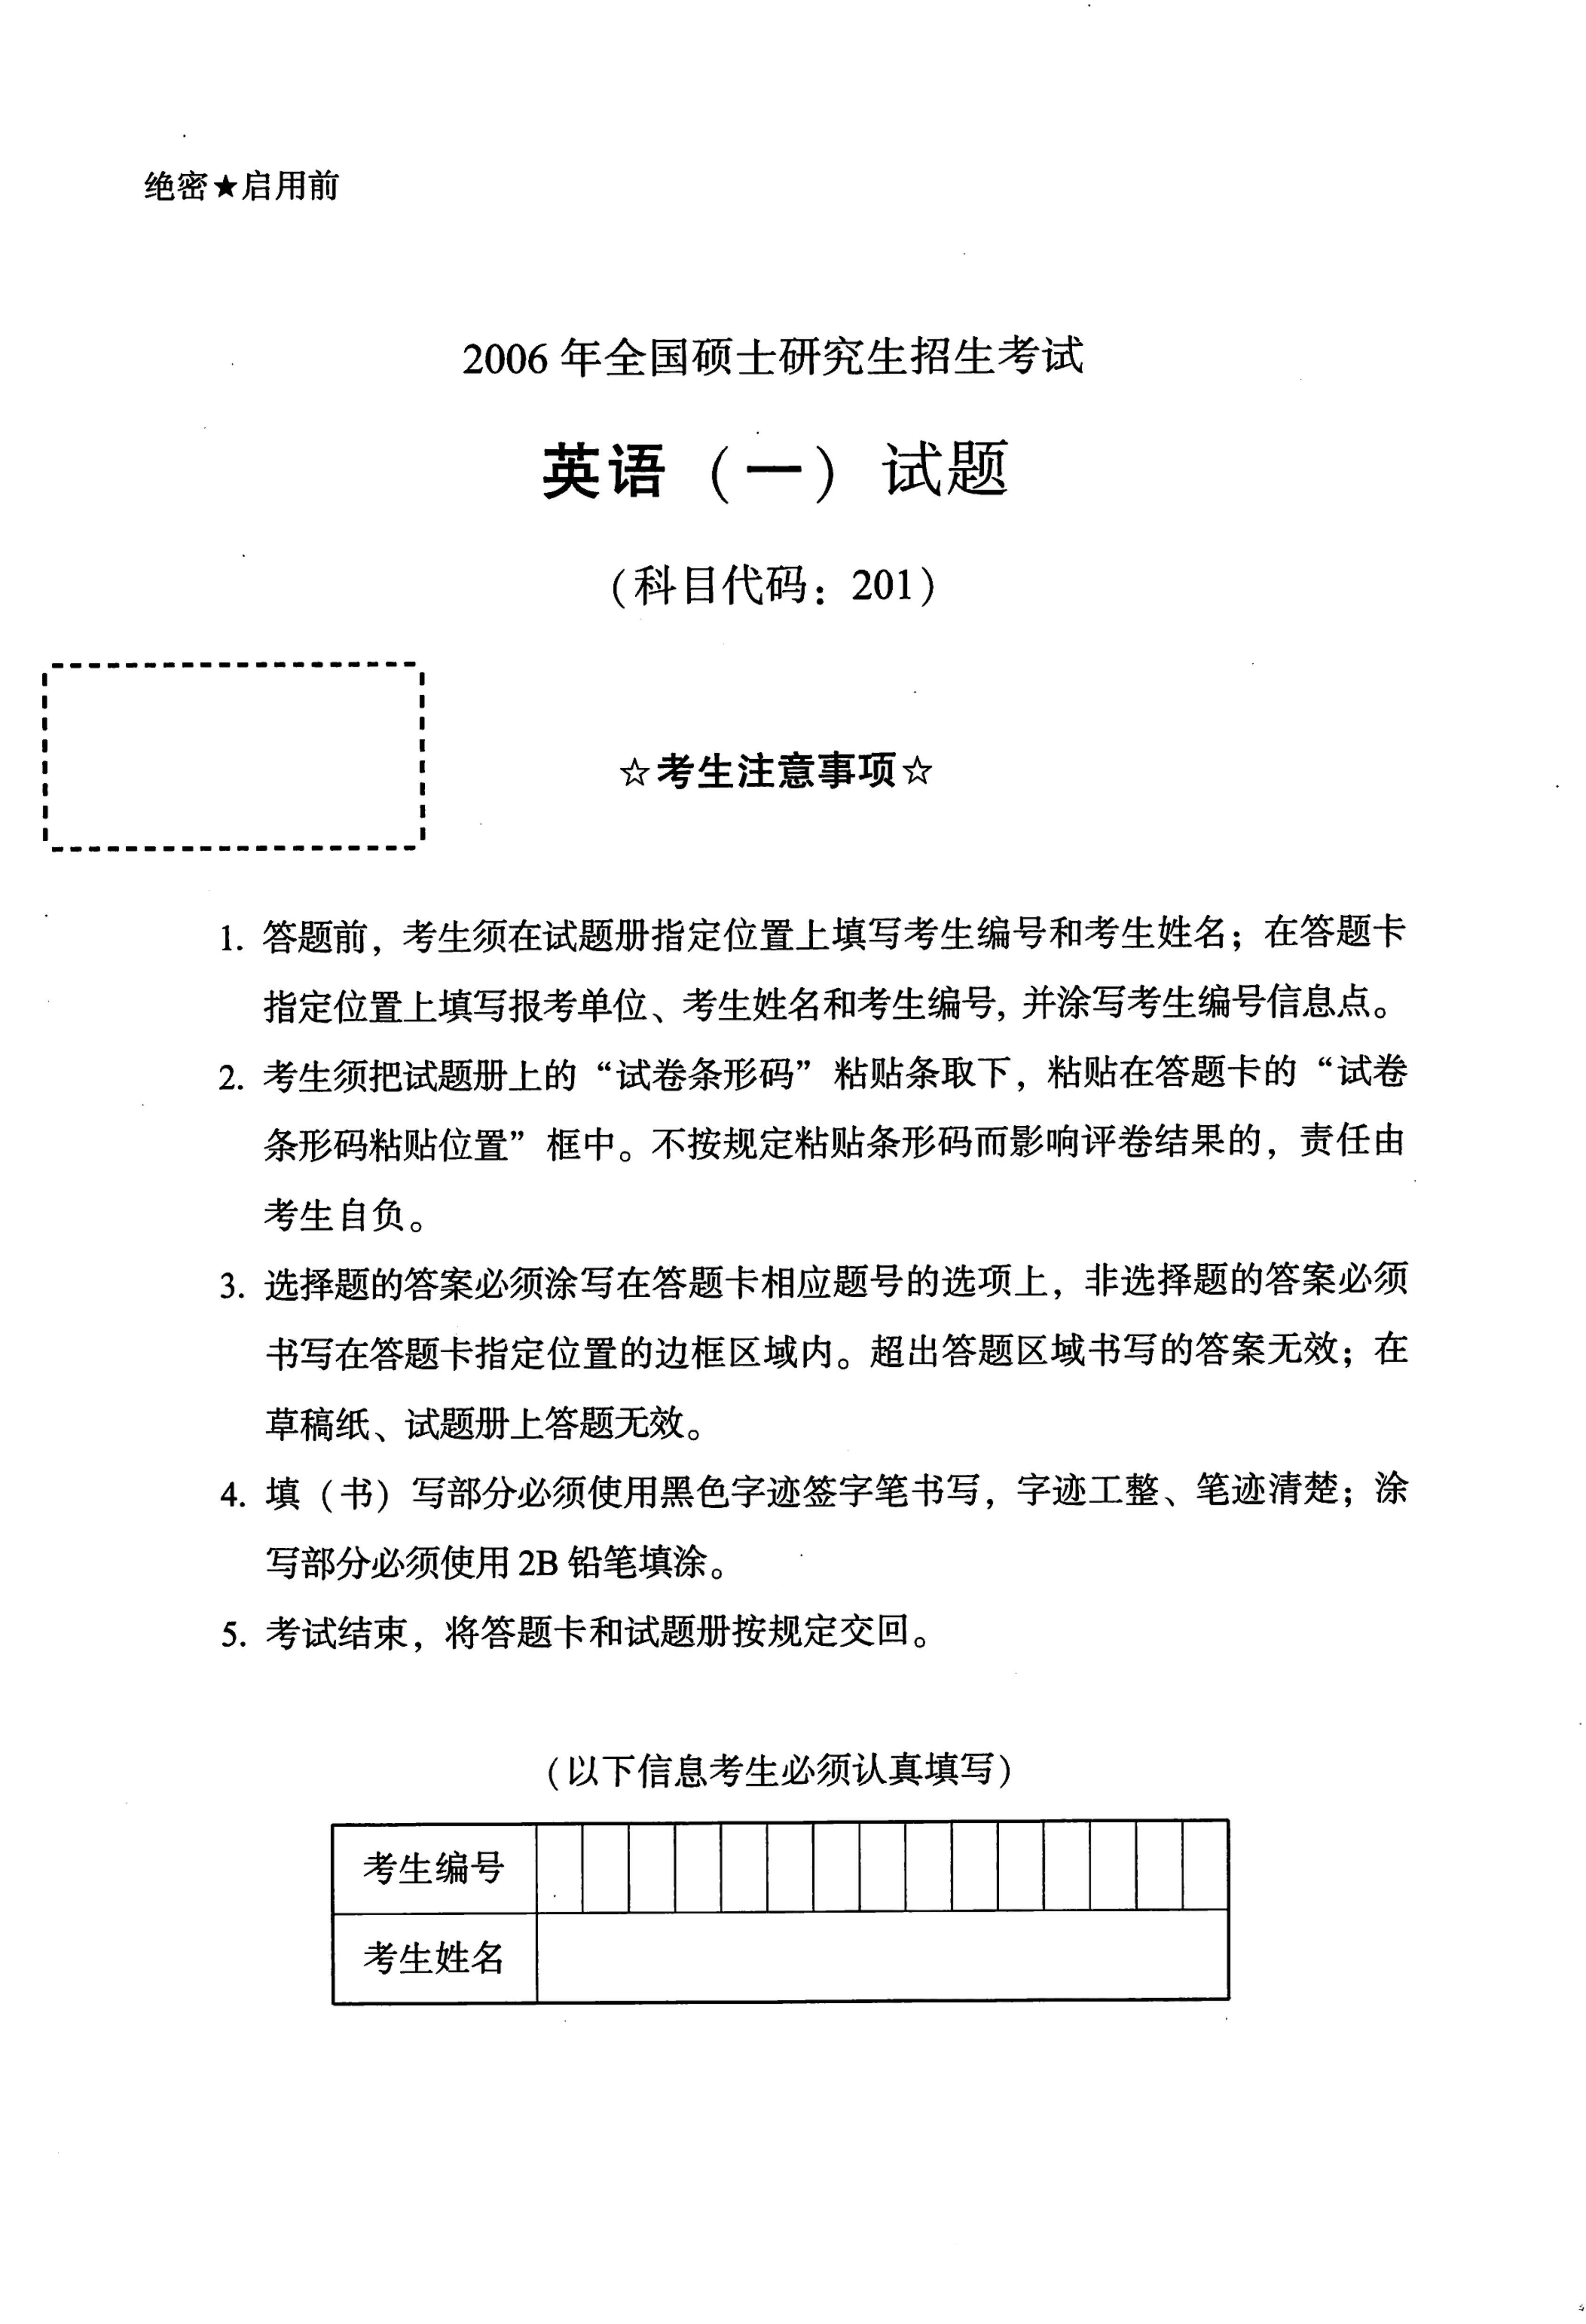 绝密★启用前
2006 年全国硕士研究生招生考试
英语（一）试题
（科目代码：201）
☆考生注意事项☆
1. 答题前，考生须在试题册指定位置上填写考生编号和考生姓名；在答题卡
指定位置上填写报考单位、考生姓名和考生编号，并涂写考生编号信息点。
2. 考生须把试题册上的“试卷条形码”粘贴条取下，粘贴在答题卡的“试卷
条形码粘贴位置”框中。不按规定粘贴条形码而影响评卷结果的，责任由
考生自负。
3. 选择题的答案必须涂写在答题卡相应题号的选项上，非选择题的答案必须
书写在答题卡指定位置的边框区域内。超出答题区域书写的答案无效；在
草稿纸、试题册上答题无效。
4. 填（书）写部分必须使用黑色字迹签字笔书写，字迹工整、笔迹清楚；涂
写部分必须使用 2B 铅笔填涂。
5. 考试结束，将答题卡和试题册按规定交回。
（以下信息考生必须认真填写）
考生编号
考生姓名